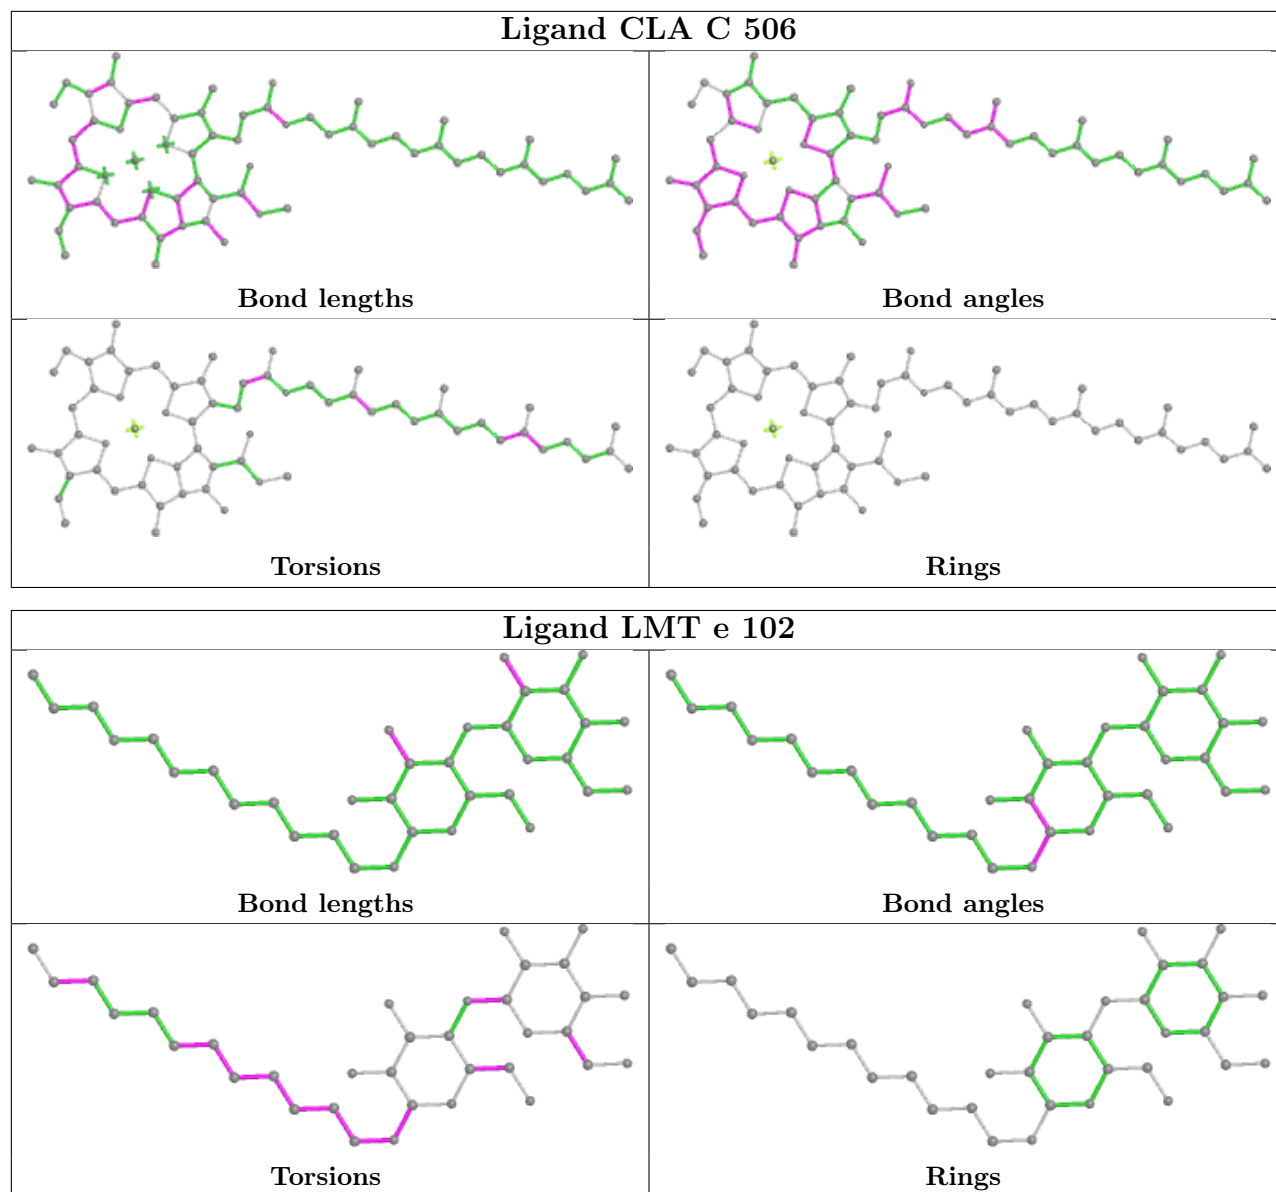 Ligand CLA C 506
Bond lengths
Bond angles
Torsions
Rings
Ligand LMT e 102
Bond lengths
Bond angles
Torsions
Rings